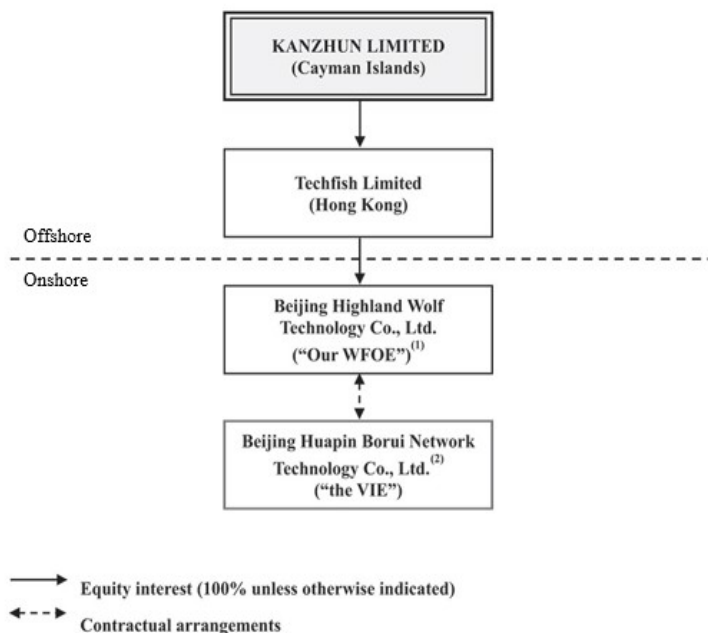 KANZHUN LIMITED
(Cayman Islands)
Techfish Limited
(Hong Kong)
Offshore
Onshore
Beijing Highland Wolf
Technology Co., Ltd.
(“Our WFOE”)(1)
Beijing Huapin Borui Network
Technology Co., Ltd.(2)
(“the VIE”)
Equity interest (100% unless otherwise indicated)
Contractual arrangements